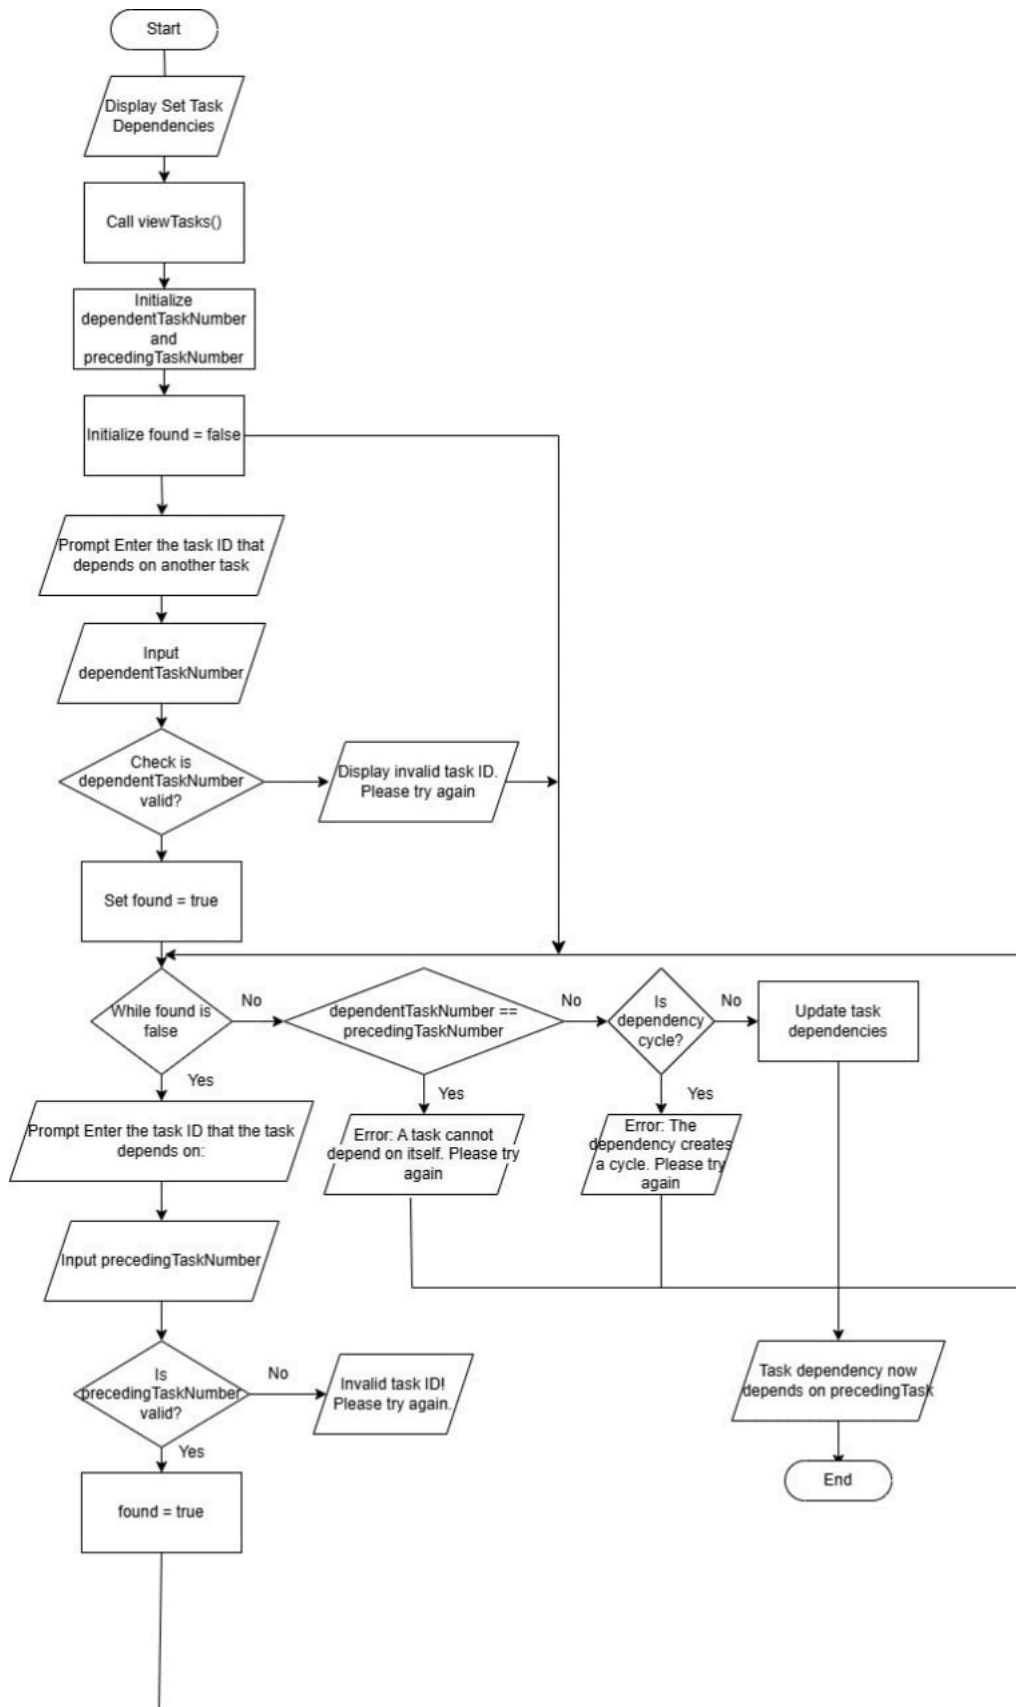 Start
Display Set Task
Dependencies
Call viewTasks()
Initialize
dependentTaskNumber
and
precedingTaskNumber
Initialize found = false
Prompt Enter the task ID that
depends on another task
Input
dependentTaskNumber
Check is
dependentTaskNumber
valid?
Display invalid task ID.
Please try again
Set found = true
While found is
false
No
dependentTaskNumber ==
precedingTaskNumber
No
Is
dependency
cycle?
No
Update task
dependencies
Yes
Prompt Enter the task ID that the task
depends on:
Yes
Error: A task cannot
depend on itself. Please try
again
Yes
Error: The
dependency creates
a cycle. Please try
again
Input precedingTaskNumber
Is
precedingTaskNumber
valid?
No
Invalid task ID!
Please try again.
Yes
found = true
Task dependency now
depends on precedingTask
End